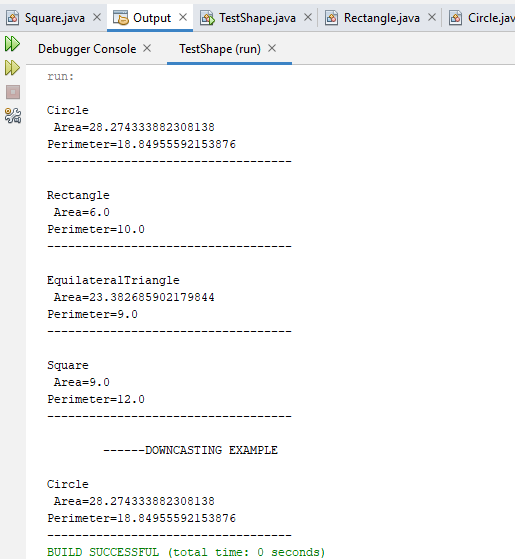 Square.java
Output
TestShape.java
Rectangle.java
Circle.jav
Debugger Console
TestShape (run)
run:
Circle
Area=28.274333882308138
Perimeter=18.84955592153876
-----------------------------------
Rectangle
Area=6.0
Perimeter=10.0
-----------------------------------
EquilateralTriangle
Area=23.382685902179844
Perimeter=9.0
-----------------------------------
Square
Area=9.0
Perimeter=12.0
-----------------------------------
------DOWNCASTING EXAMPLE
Circle
Area=28.274333882308138
Perimeter=18.84955592153876
-----------------------------------
BUILD SUCCESSFUL (total time: 0 seconds)